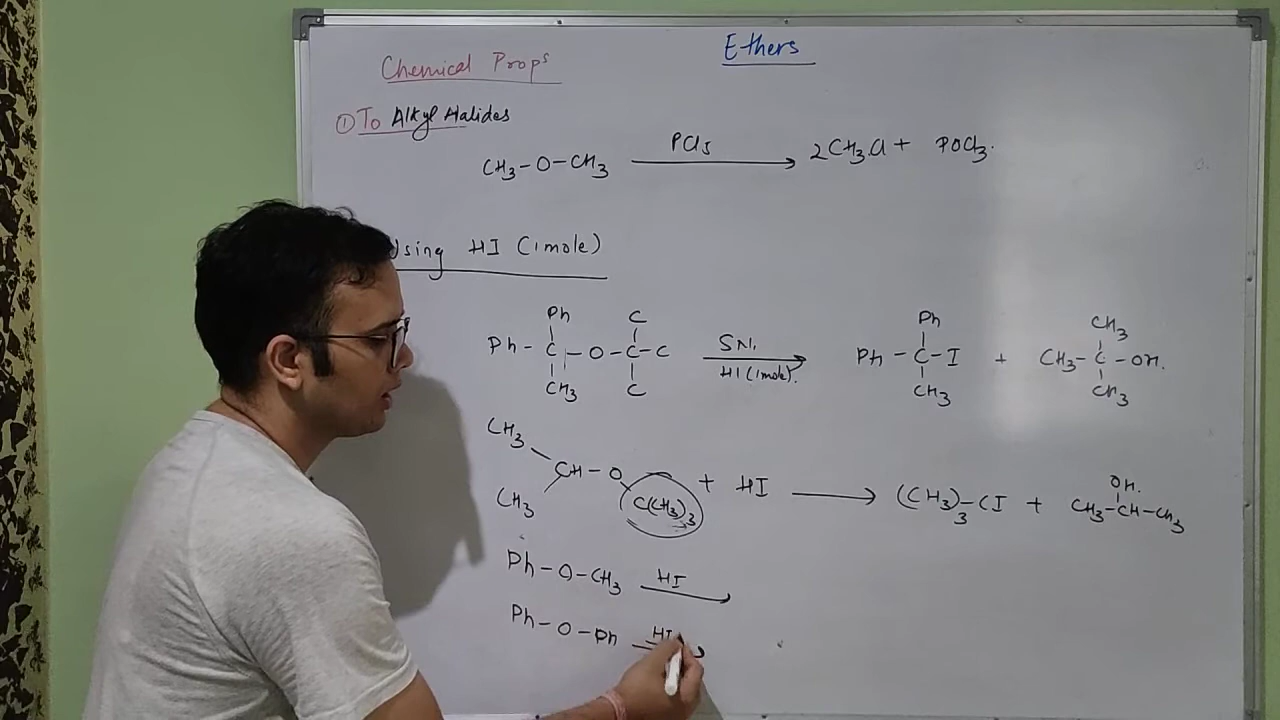 Ethers
Chemical Props
① To Alkyl Halides
CH3-O-CH3 PCl5 → 2CH3Cl + POCl3.
Using HI (1mole)
Ph Ph CH3
C
Ph-C-O-C-C SN1 → Ph-C-I + CH3-C-OH.
HI (1mole).
CH3 C CH3 CH3
CH3
CH-O + HI → (CH3)3-CI + CH3-CH-CH3
OH.
CH3 C(CH3)3
Ph-O-CH3 HI →
Ph-O-Ph HI →